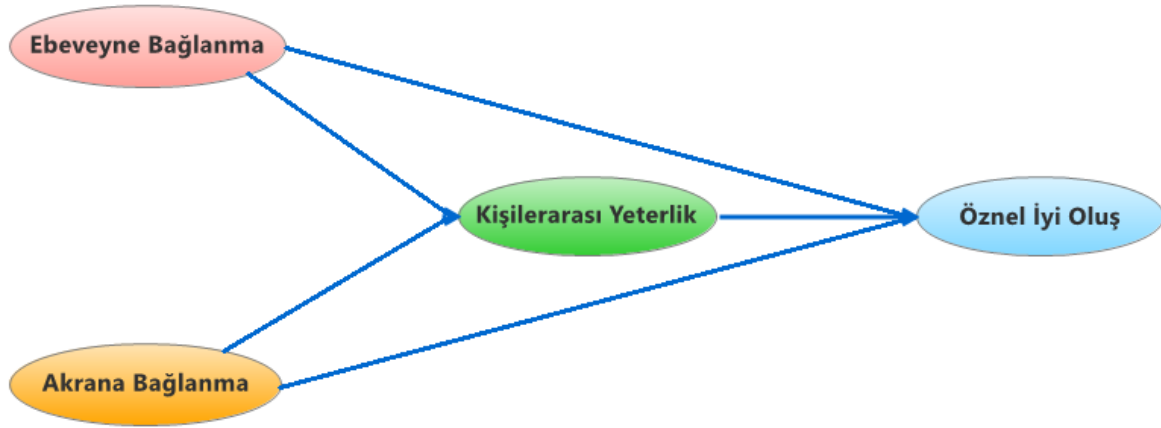 Ebeveyne Bağlanma
Kişilerarası Yeterlik
Öznel İyi Oluş
Akrana Bağlanma